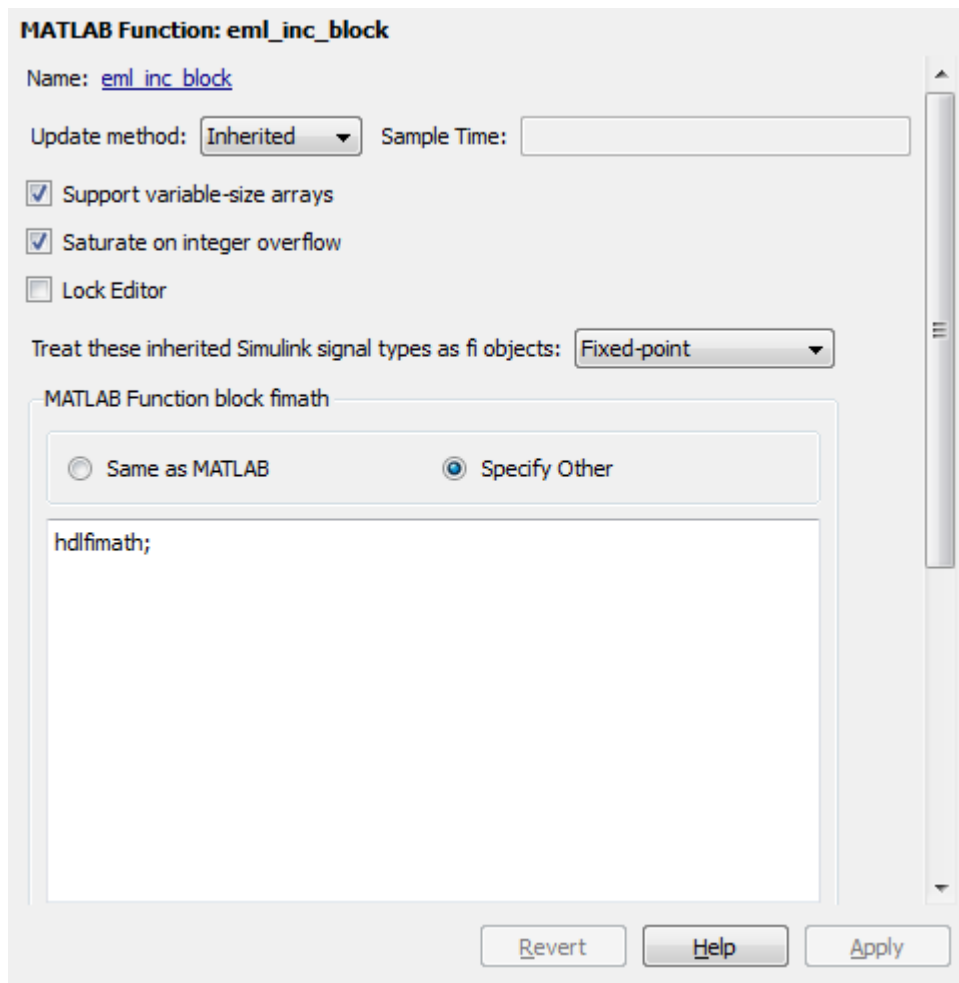 MATLAB Function: eml_inc_block
Name: eml_inc_block
Update method: Inherited Sample Time:
Support variable-size arrays
Saturate on integer overflow
Lock Editor
Treat these inherited Simulink signal types as fi objects: Fixed-point
MATLAB Function block fimath
Same as MATLAB Specify Other
hdlfimath;
Revert Help Apply